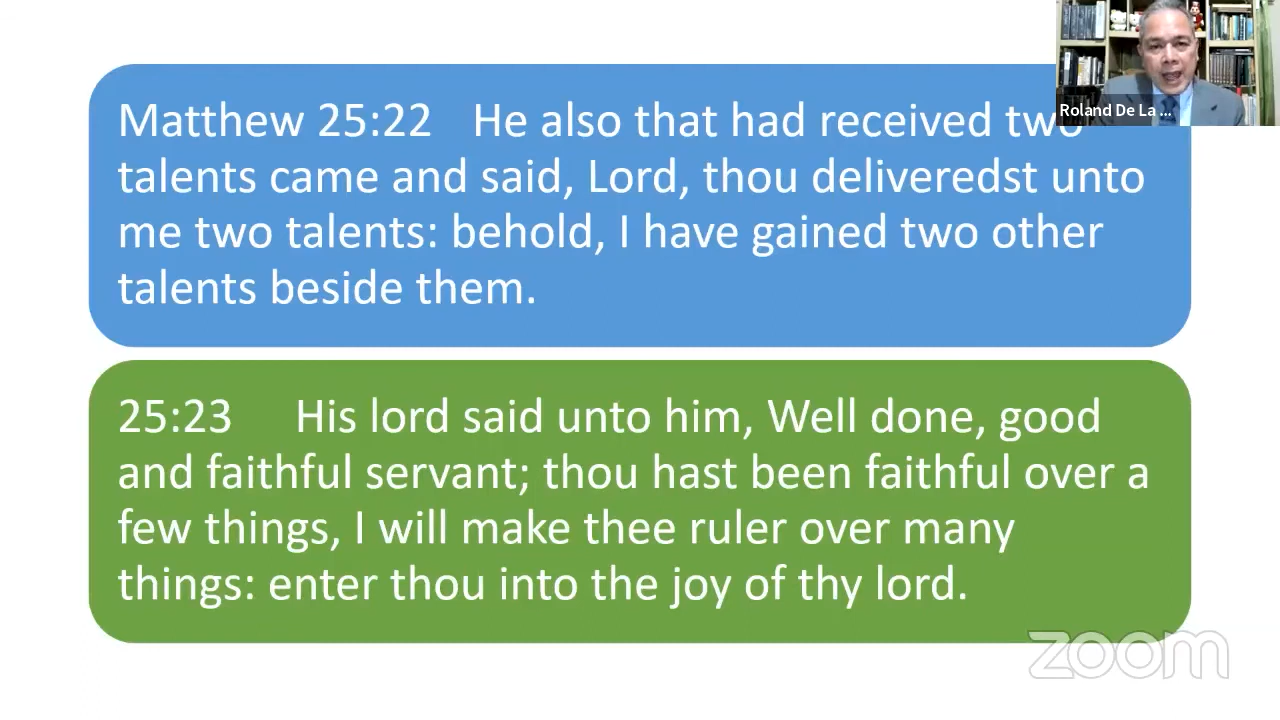 Matthew 25:22 He also that had received two
talents came and said, Lord, thou deliveredst unto
me two talents: behold, I have gained two other
talents beside them.
25:23 His lord said unto him, Well done, good
and faithful servant; thou hast been faithful over a
few things, I will make thee ruler over many
things: enter thou into the joy of thy lord.
Roland De La ...
zoom